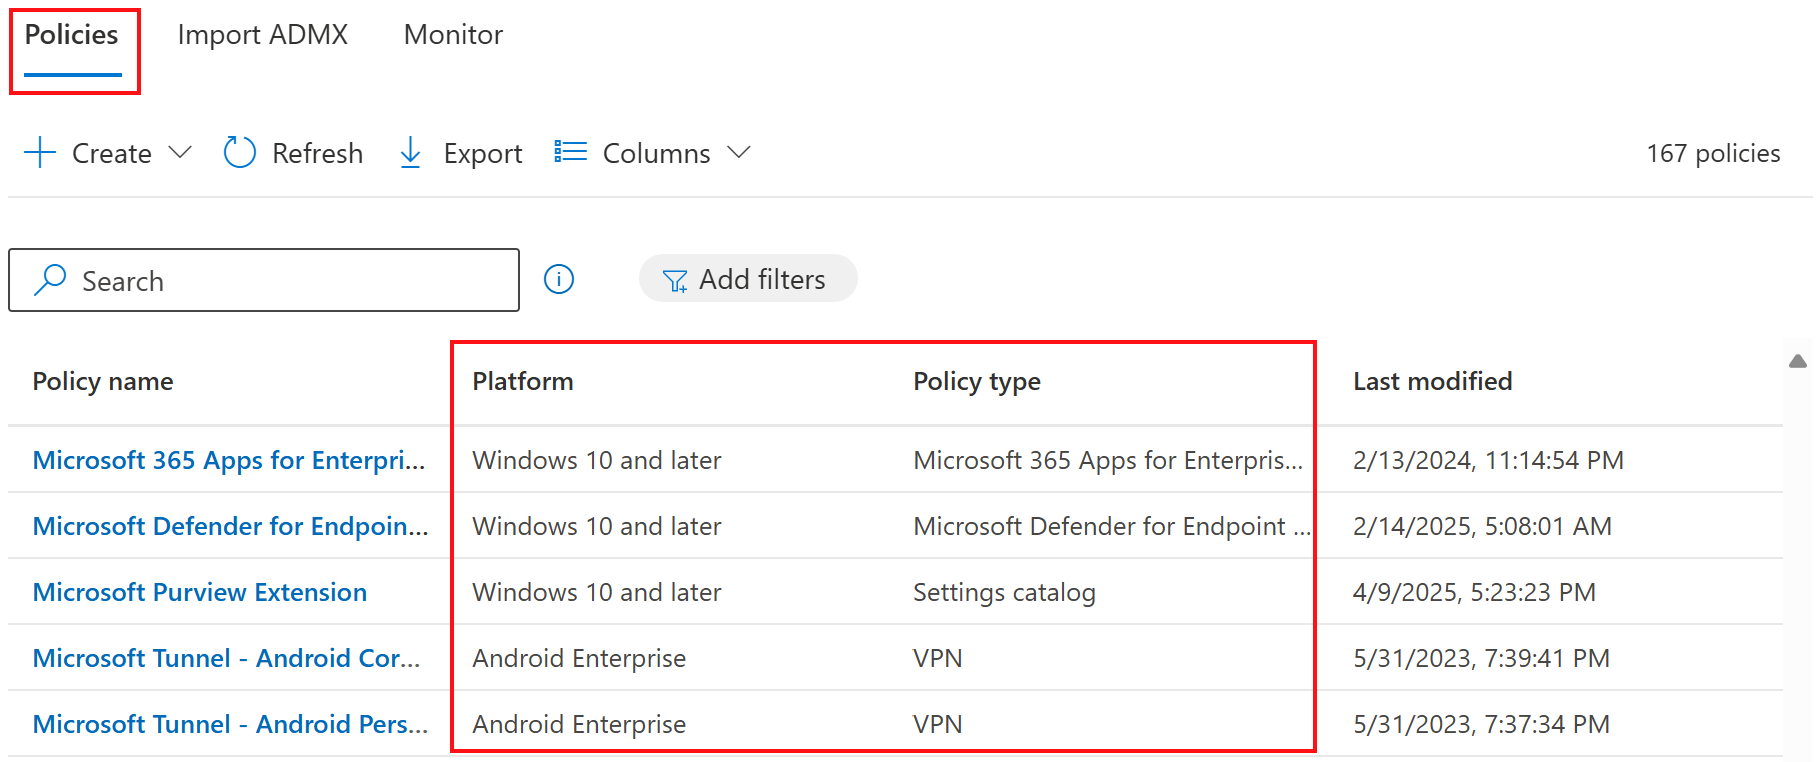 Policies Import ADMX Monitor
Create Refresh Export Columns 167 policies
Search i Add filters
Policy name Platform Policy type Last modified
Microsoft 365 Apps for Enterpri... Windows 10 and later Microsoft 365 Apps for Enterpris... 2/13/2024, 11:14:54 PM
Microsoft Defender for Endpoin... Windows 10 and later Microsoft Defender for Endpoint ... 2/14/2025, 5:08:01 AM
Microsoft Purview Extension Windows 10 and later Settings catalog 4/9/2025, 5:23:23 PM
Microsoft Tunnel - Android Cor... Android Enterprise VPN 5/31/2023, 7:39:41 PM
Microsoft Tunnel - Android Pers... Android Enterprise VPN 5/31/2023, 7:37:34 PM